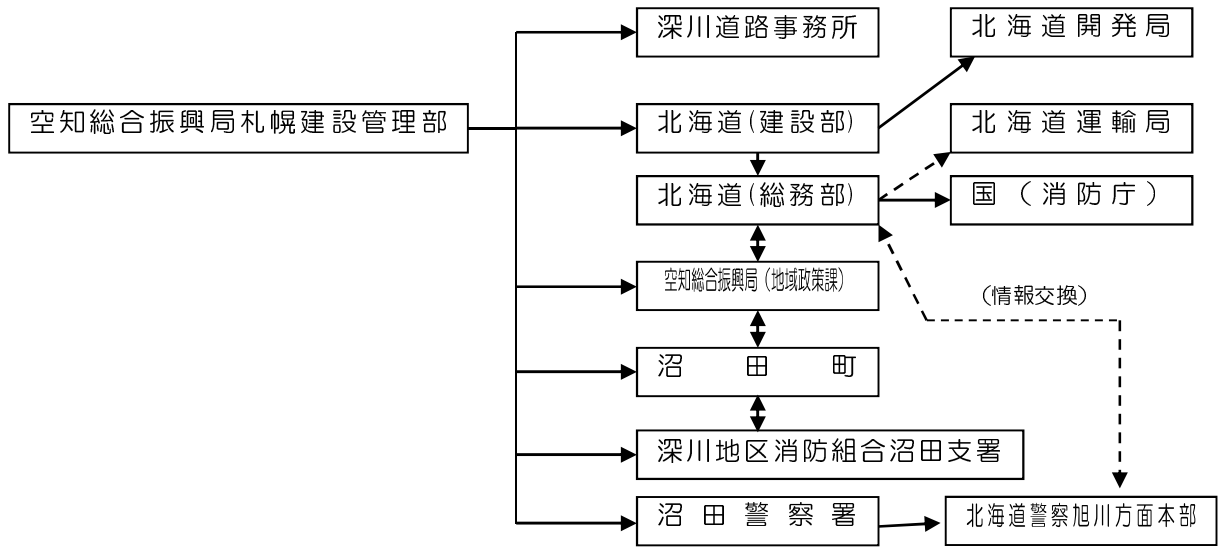 深川道路事務所
北海道開発局
空知総合振興局札幌建設管理部
北海道(建設部)
北海道運輸局
北海道(総務部)
国(消防庁)
空知総合振興局(地域政策課)
(情報交換)
沼田町
深川地区消防組合沼田支署
沼田警察署
北海道警察旭川方面本部